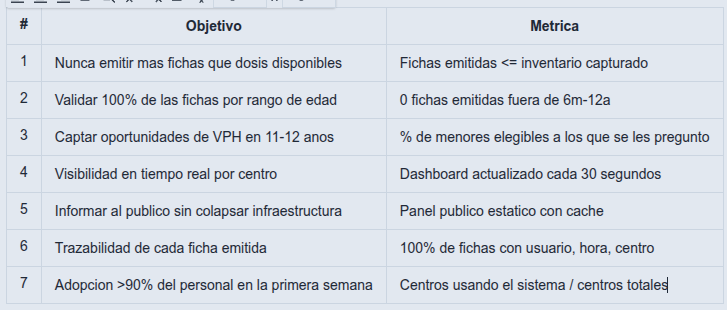 # Objetivo Metrica
1 Nunca emitir mas fichas que dosis disponibles Fichas emitidas <= inventario capturado
2 Validar 100% de las fichas por rango de edad 0 fichas emitidas fuera de 6m-12a
3 Captar oportunidades de VPH en 11-12 anos % de menores elegibles a los que se les pregunto
4 Visibilidad en tiempo real por centro Dashboard actualizado cada 30 segundos
5 Informar al publico sin colapsar infraestructura Panel publico estatico con cache
6 Trazabilidad de cada ficha emitida 100% de fichas con usuario, hora, centro
7 Adopcion >90% del personal en la primera semana Centros usando el sistema / centros totales